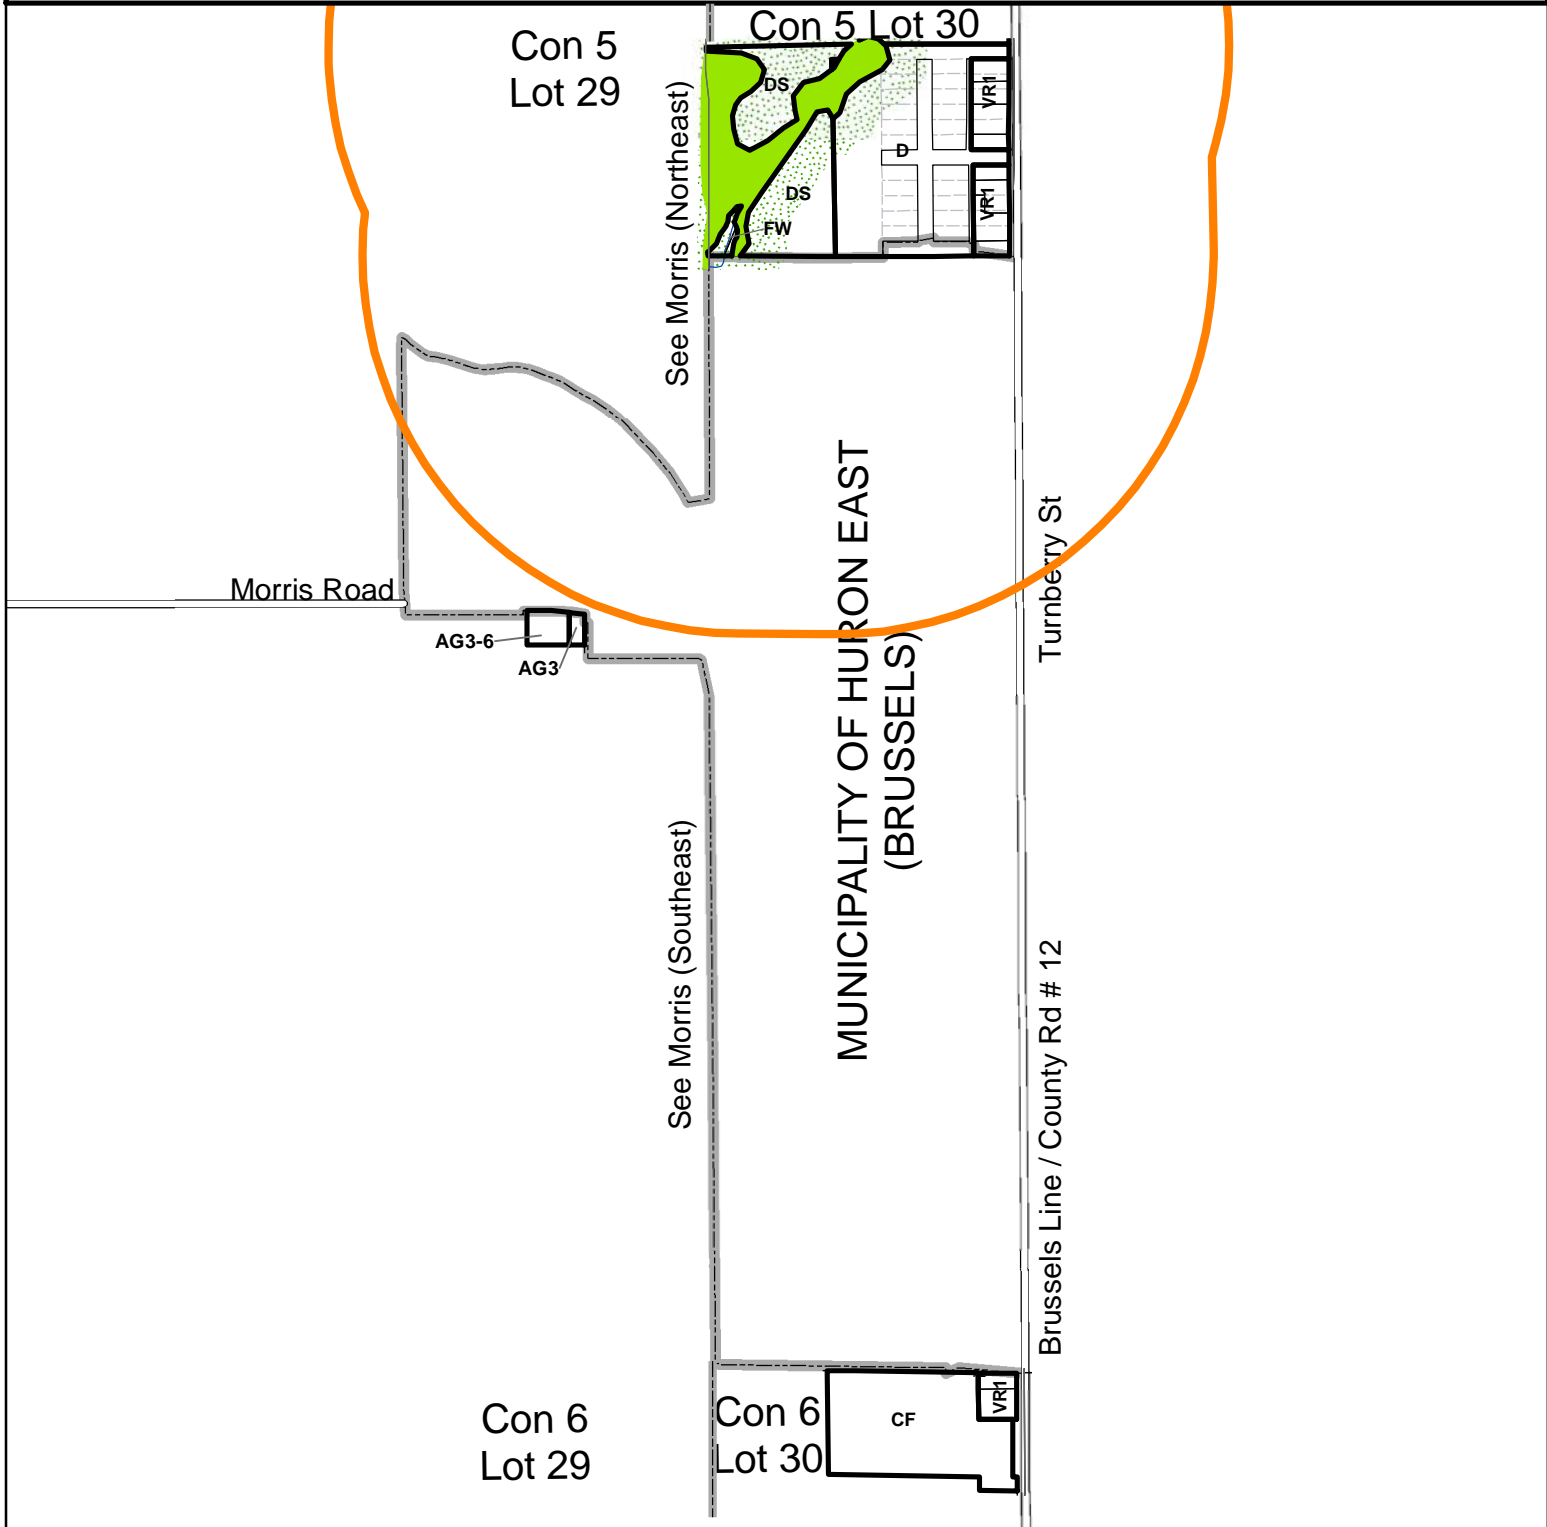 Con 5 Lot 30
Con 5
Lot 29
See Morris (Northeast)
DS
VR1
D
DS
VR1
FW
MUNICIPALITY OF HURON EAST
(BRUSSELS)
Turnberry St
Morris Road
AG3-6
AG3
See Morris (Southeast)
Brussels Line / County Rd # 12
Con 6
Lot 29
Con 6
Lot 30
CF
VR1